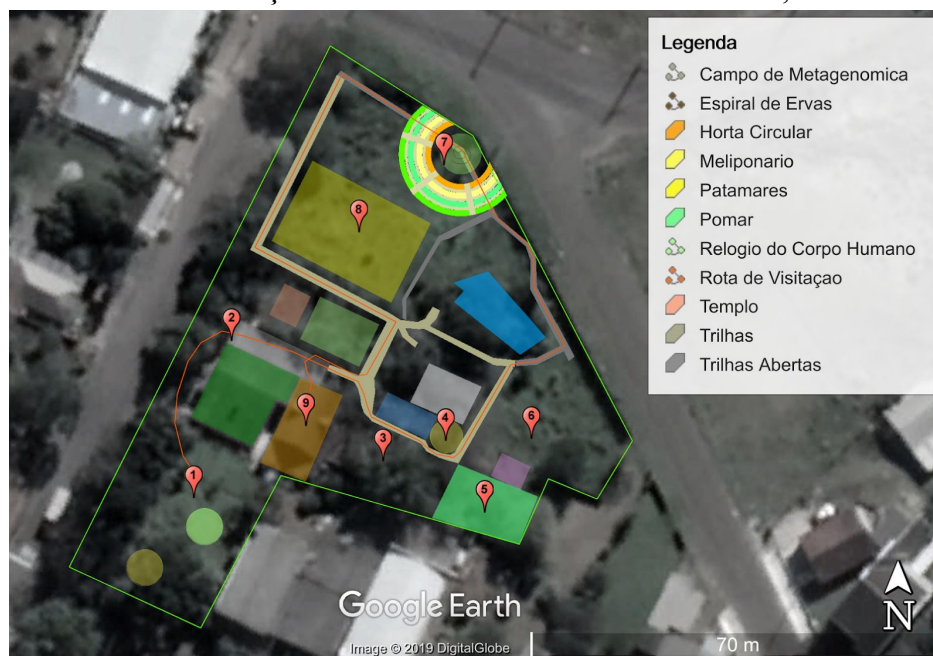 Legenda
Campo de Metagenomica
Espiral de Ervas
Horta Circular
Meliponario
Patamares
Pomar
Relogio do Corpo Humano
Rota de Visitaçao
Templo
Trilhas
Trilhas Abertas
7
8
2
9
4
6
3
1
5
Google Earth
N
Image © 2019 DigitalGlobe
70 m